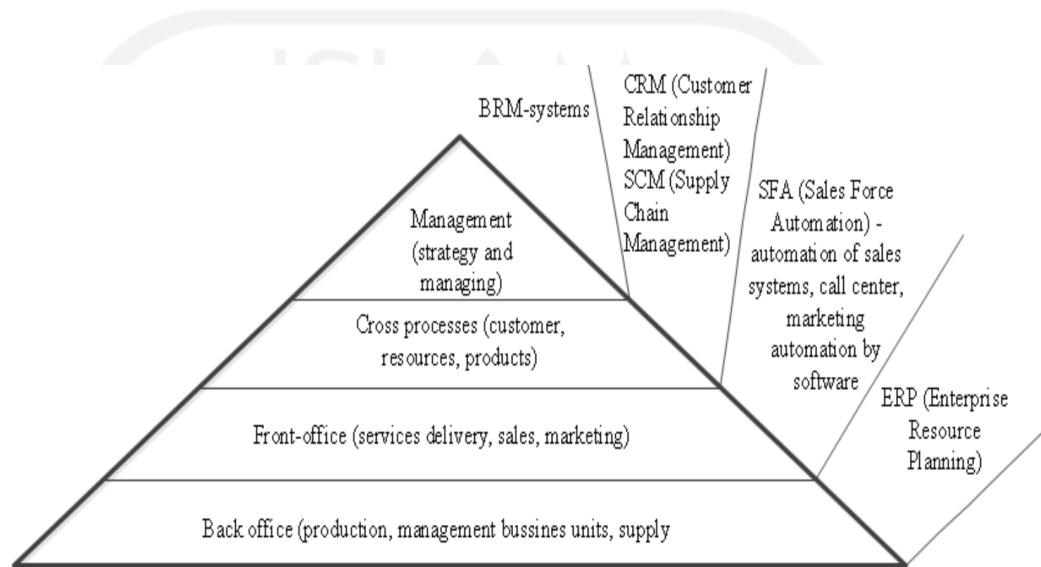 BRM-systems
CRM (Customer
Relationship
Management)
SCM (Supply
Chain
Management)
SFA (Sales Force
Automation) -
automation of sales
systems, call center,
marketing
automation by
software
ERP (Enterprise
Resource
Planning)
Management
(strategy and
managing)
Cross processes (customer,
resources, products)
Front-office (services delivery, sales, marketing)
Back office (production, management bussines units, supply